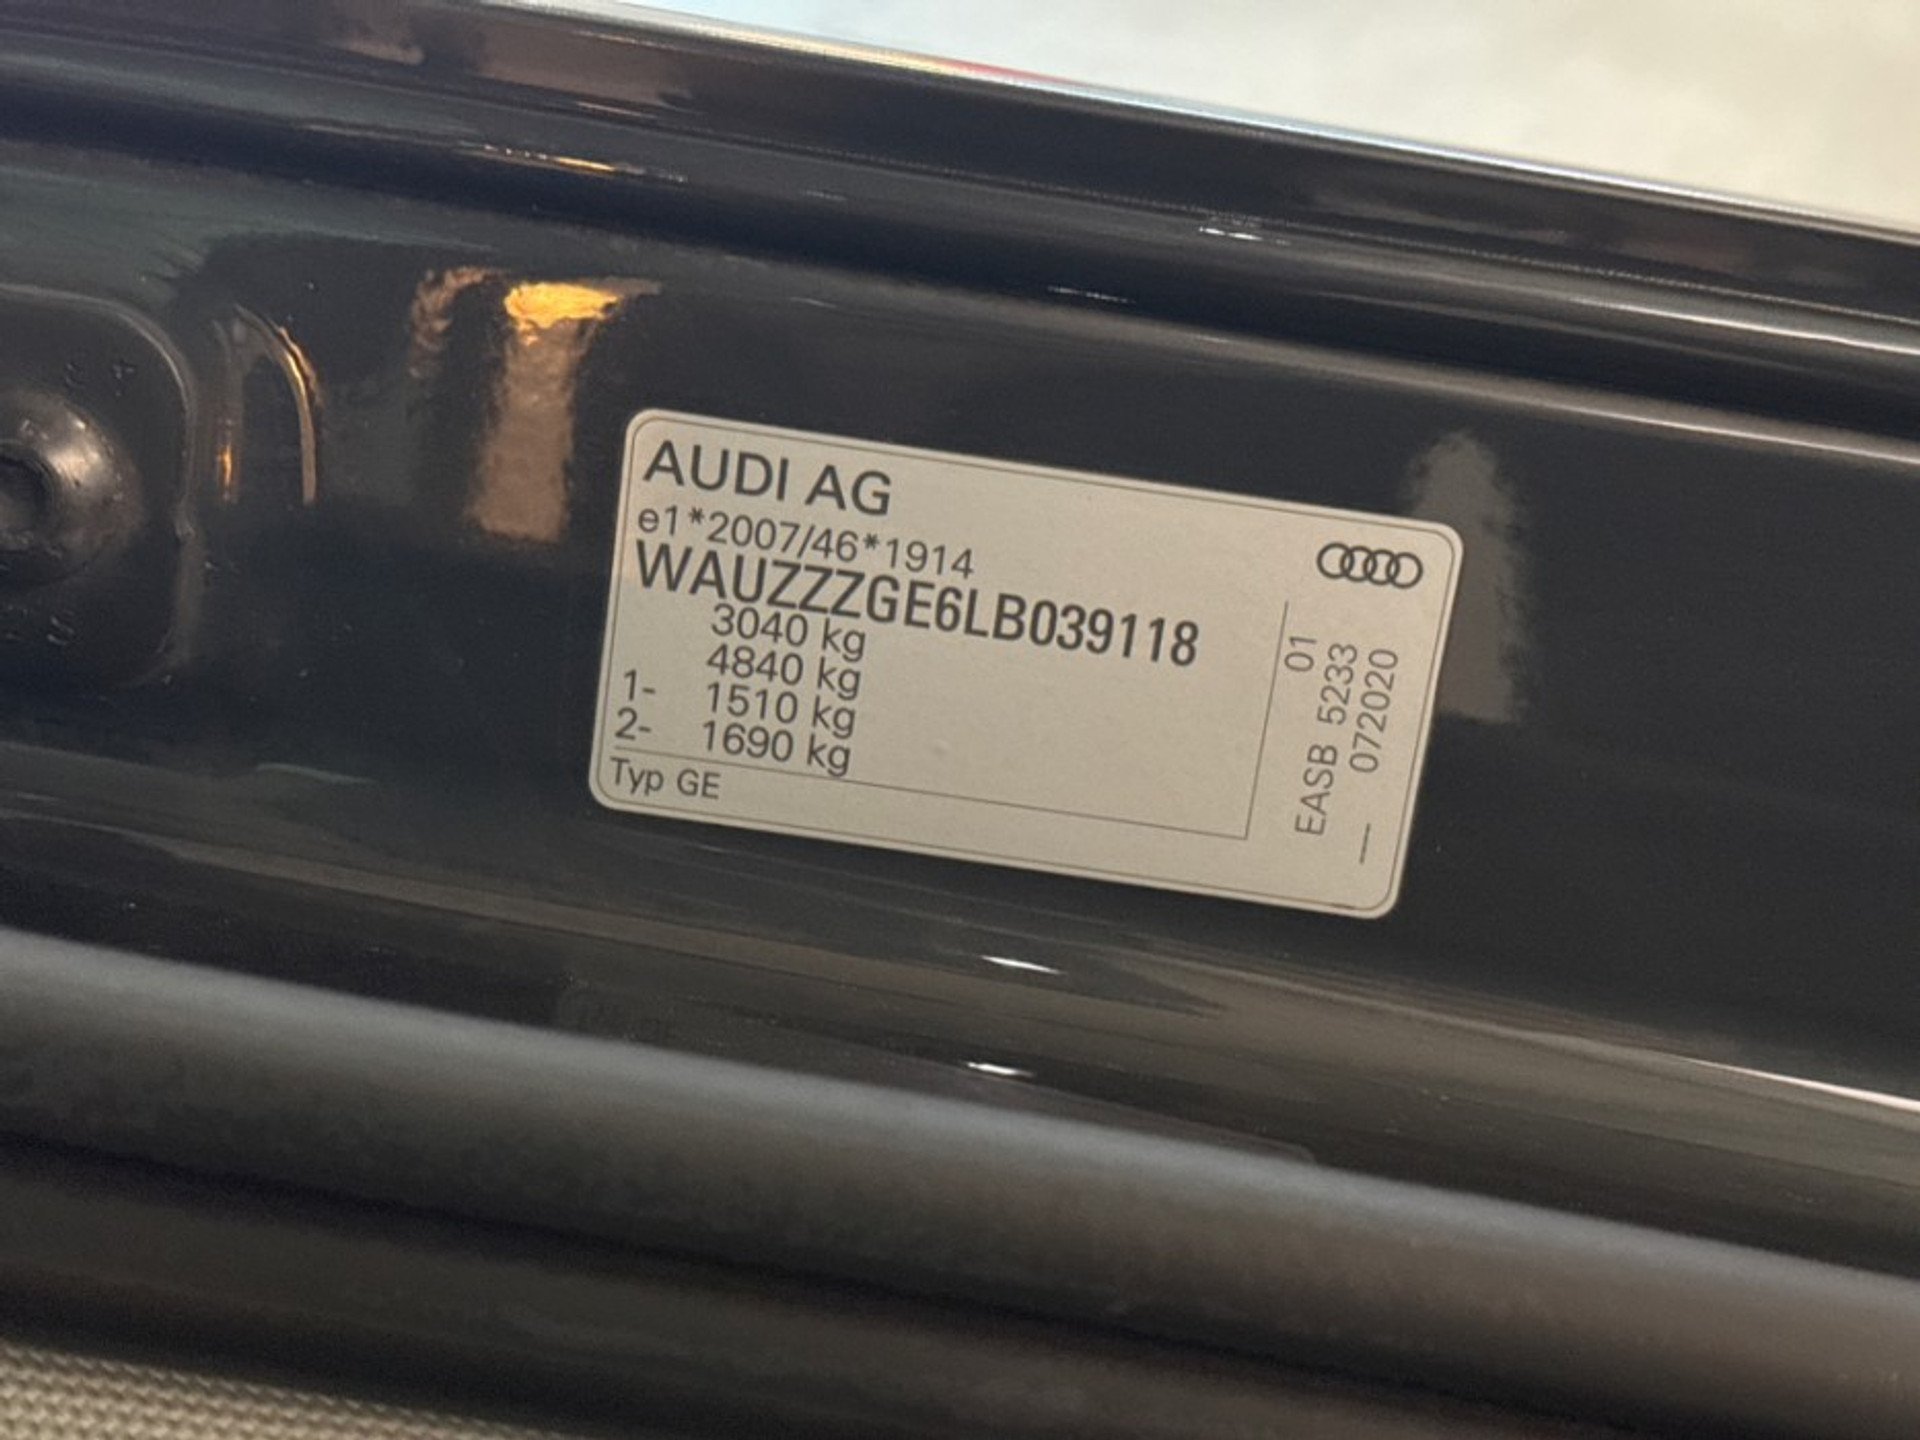 AUDI AG
e1*2007/46*1914
WAUZZZGE6LB039118
3040 kg
4840 kg
1- 1510 kg
2- 1690 kg
Typ GE
01
EASB 5233
— 072020